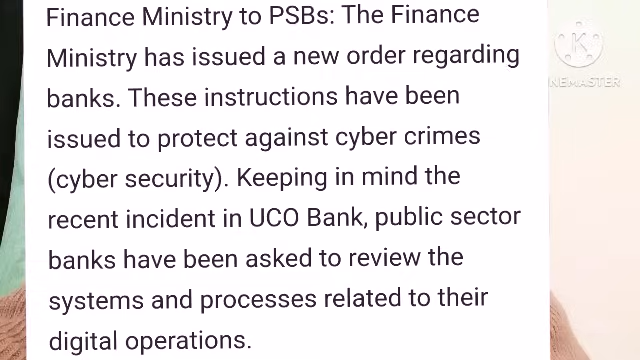 Finance Ministry to PSBs: The Finance
Ministry has issued a new order regarding
banks. These instructions have been
issued to protect against cyber crimes
(cyber security). Keeping in mind the
recent incident in UCO Bank, public sector
banks have been asked to review the
systems and processes related to their
digital operations.
K
NEMASTER